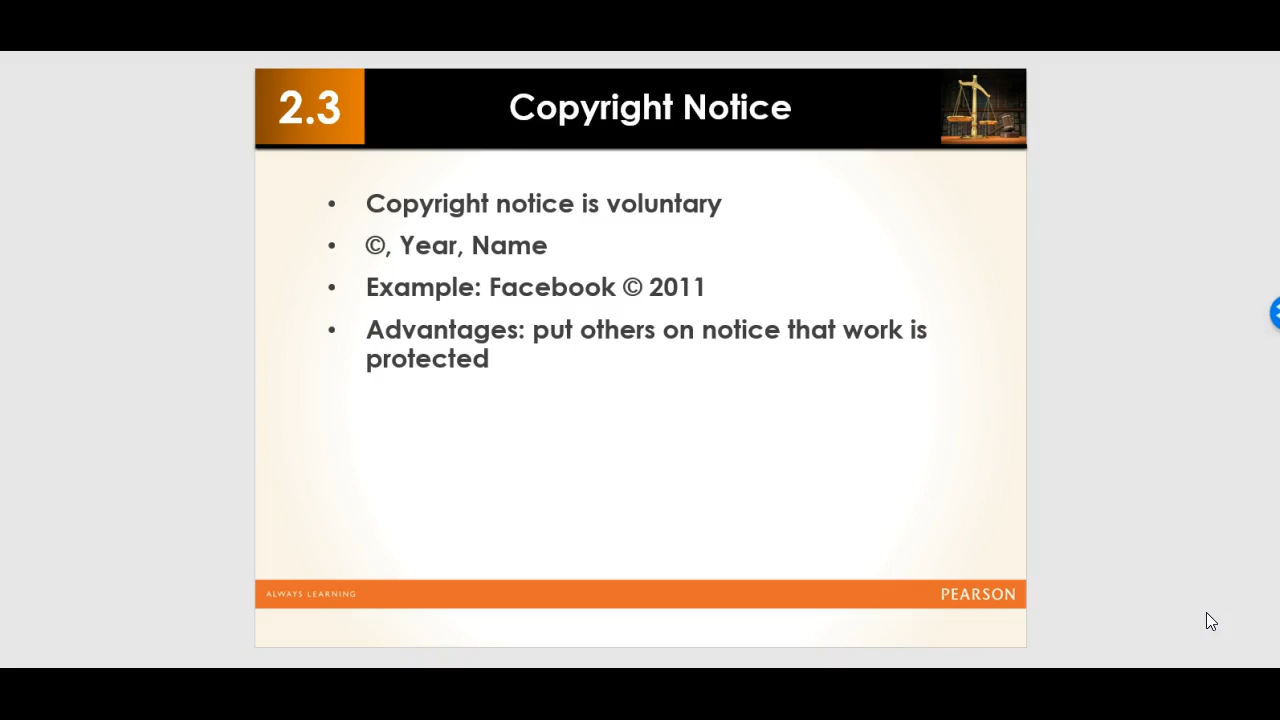 2.3
Copyright Notice
• Copyright notice is voluntary
• ©, Year, Name
• Example: Facebook © 2011
• Advantages: put others on notice that work is
protected
ALWAYS LEARNING
PEARSON